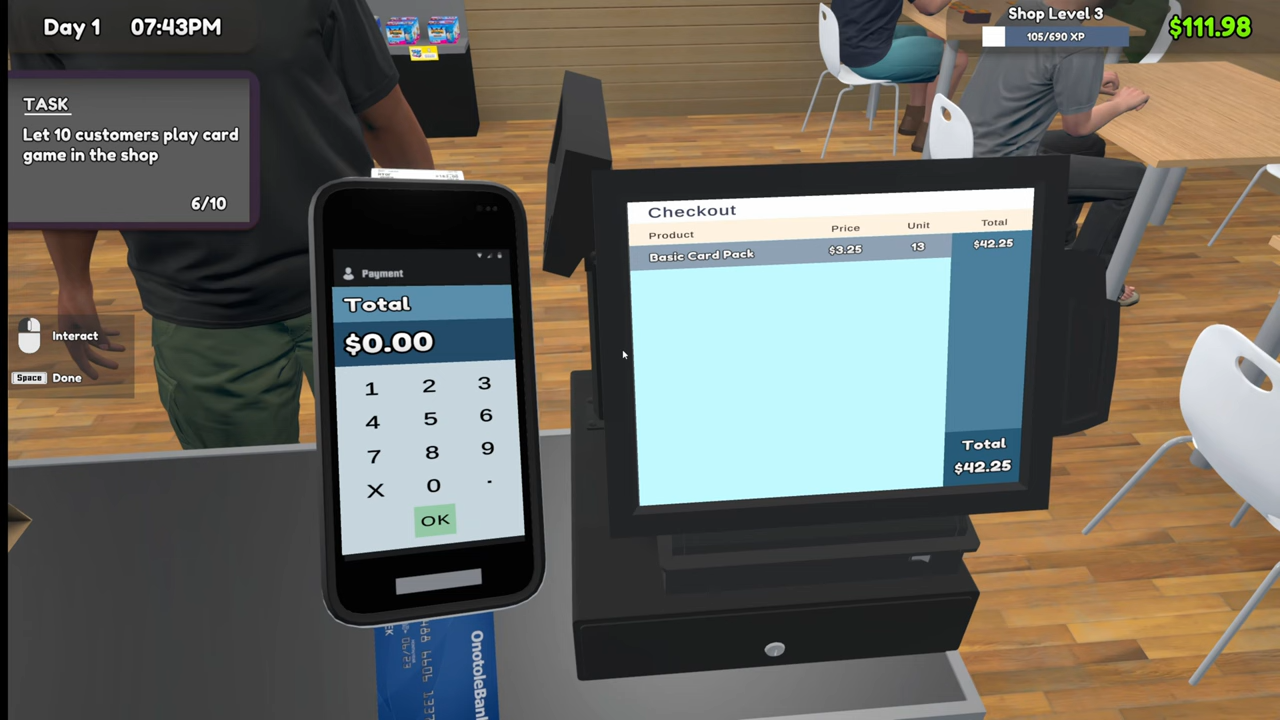 Day 1 07:43PM
Shop Level 3
105/690 XP
$111.98
TASK
Let 10 customers play card
game in the shop
6/10
Interact
Space Done
Payment
Total
$0.00
1 2 3
4 5 6
7 8 9
X 0 .
OK
Checkout
Product Price Unit Total
Basic Card Pack $3.25 13 $42.25
Total
$42.25
OnotoleBank